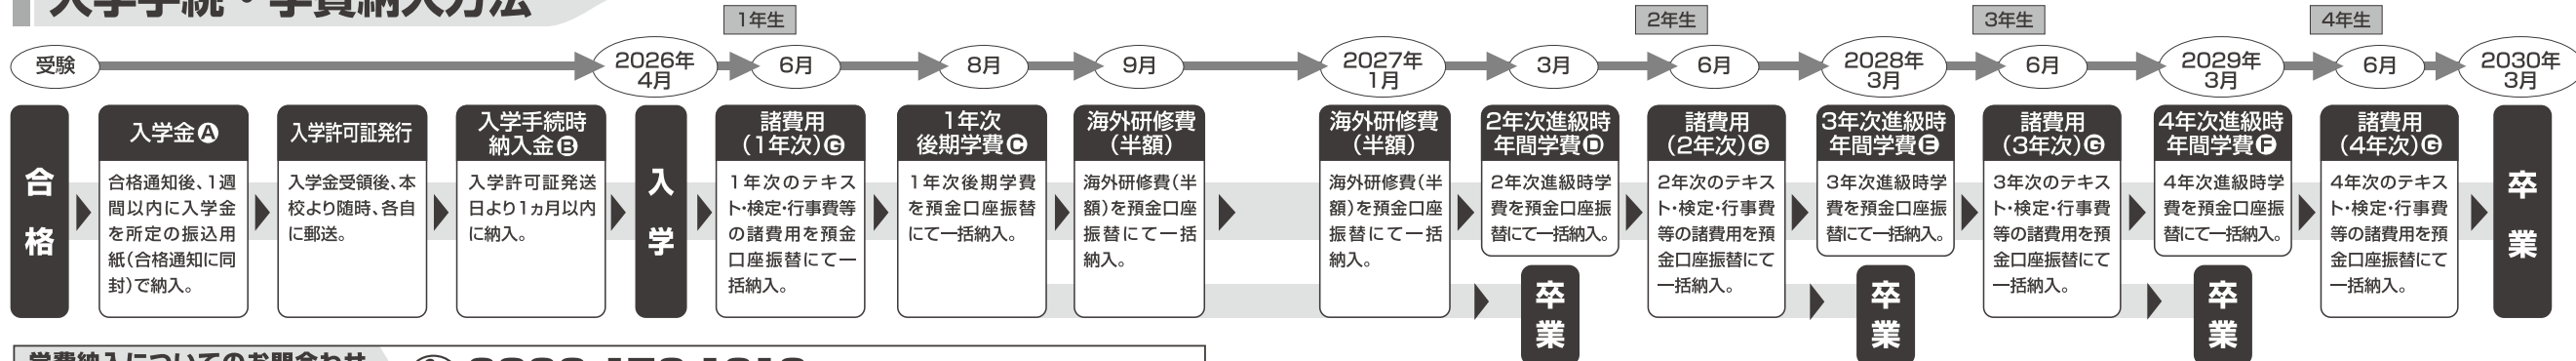 入学手続・学費納入方法
1年生
2年生
3年生
4年生
受験
2026年
4月
6月
8月
9月
2027年
1月
3月
6月
2028年
3月
6月
2029年
3月
6月
2030年
3月
合格
入学金A
合格通知後、1週
間以内に入学金
を所定の振込用
紙(合格通知に同
封)で納入。
入学許可証発行
入学金受領後、本
校より随時、各自
に郵送。
入学手続時
納入金B
入学許可証発送
日より1ヵ月以内
に納入。
入学
諸費用
(1年次)G
1年次のテキス
ト・検定・行事費等
の諸費用を預金
口座振替にて一
括納入。
1年次
後期学費C
1年次後期学費
を預金口座振替
にて一括納入。
海外研修費
(半額)
海外研修費(半
額)を預金口座
振替にて一括
納入。
海外研修費
(半額)
海外研修費(半
額)を預金口座
振替にて一括
納入。
2年次進級時
年間学費D
2年次進級時学
費を預金口座振
替にて一括納入。
卒業
諸費用
(2年次)G
2年次のテキス
ト・検定・行事費
等の諸費用を預
金口座振替にて
一括納入。
3年次進級時
年間学費E
3年次進級時学
費を預金口座振
替にて一括納入。
卒業
諸費用
(3年次)G
3年次のテキス
ト・検定・行事費
等の諸費用を預
金口座振替にて
一括納入。
4年次進級時
年間学費F
4年次進級時学
費を預金口座振
替にて一括納入。
卒業
諸費用
(4年次)G
4年次のテキス
ト・検定・行事費
等の諸費用を預
金口座振替にて
一括納入。
卒業
学費納入についてのお問合わせ